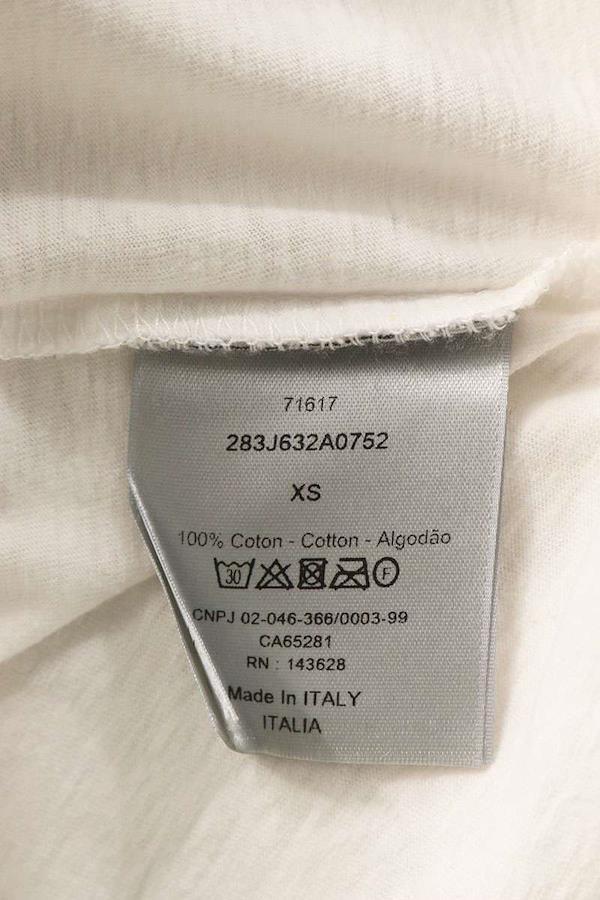 71617
283J632A0752
XS
100% Coton - Cotton - Algodão
30 F
CNPJ 02-046-366/0003-99
CA65281
RN : 143628
Made In ITALY
ITALIA